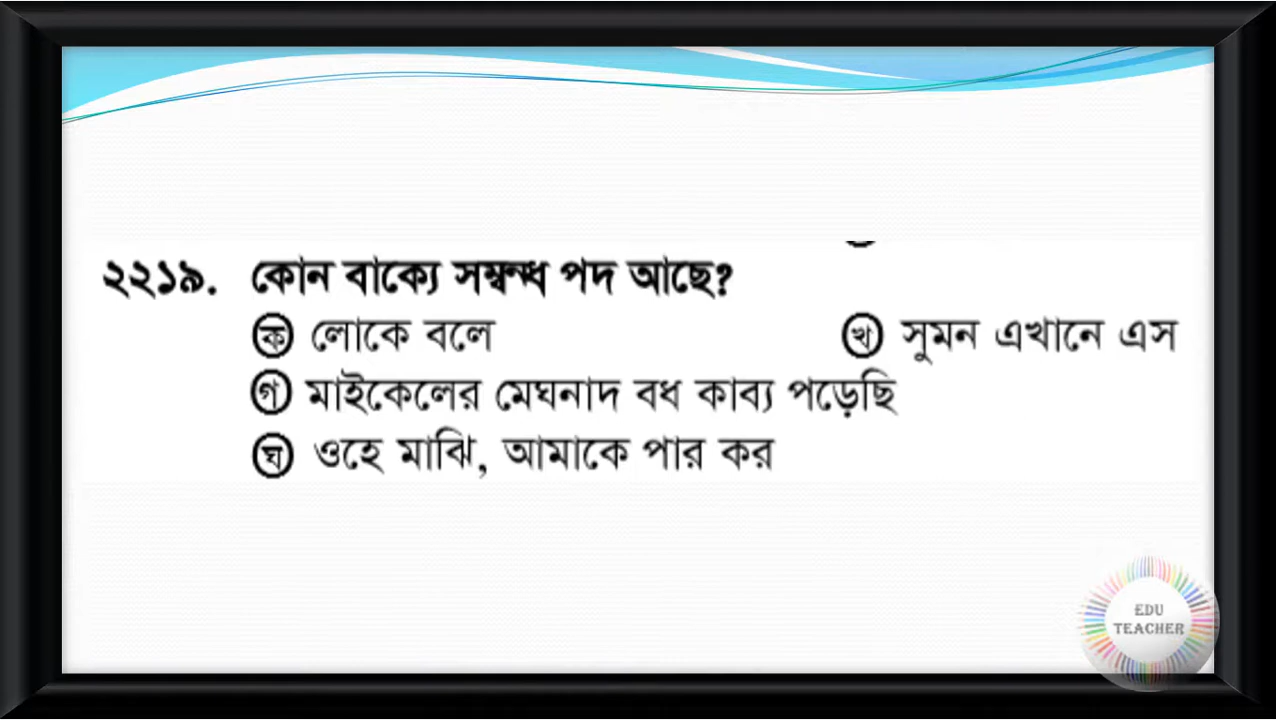 ২২১৯. কোন বাক্যে সম্বন্ধ পদ আছে?
ক লোকে বলে খ সুমন এখানে এস
গ মাইকেলের মেঘনাদ বধ কাব্য পড়েছি
ঘ ওহে মাঝি, আমাকে পার কর
EDU
TEACHER